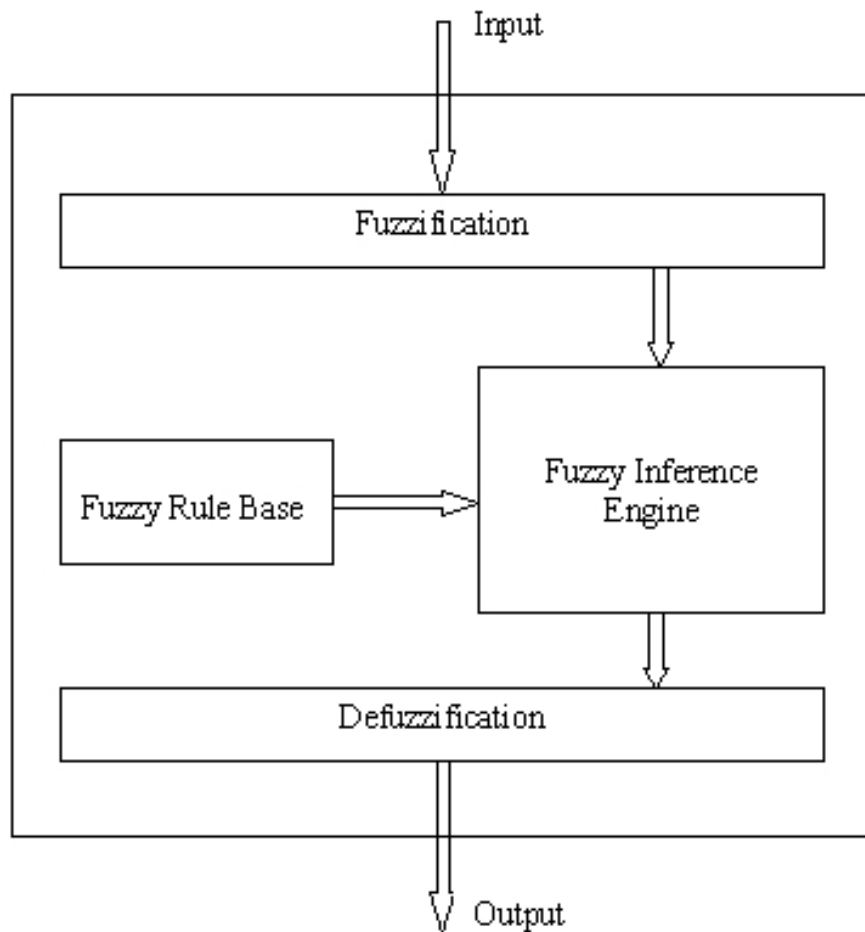 Input
Fuzzification
Fuzzy Rule Base
Fuzzy Inference
Engine
Defuzzification
Output